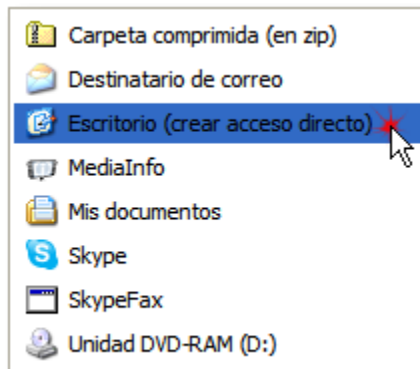 Carpeta comprimida (en zip)
Destinatario de correo
Escritorio (crear acceso directo)
MediaInfo
Mis documentos
Skype
SkypeFax
Unidad DVD-RAM (D:)